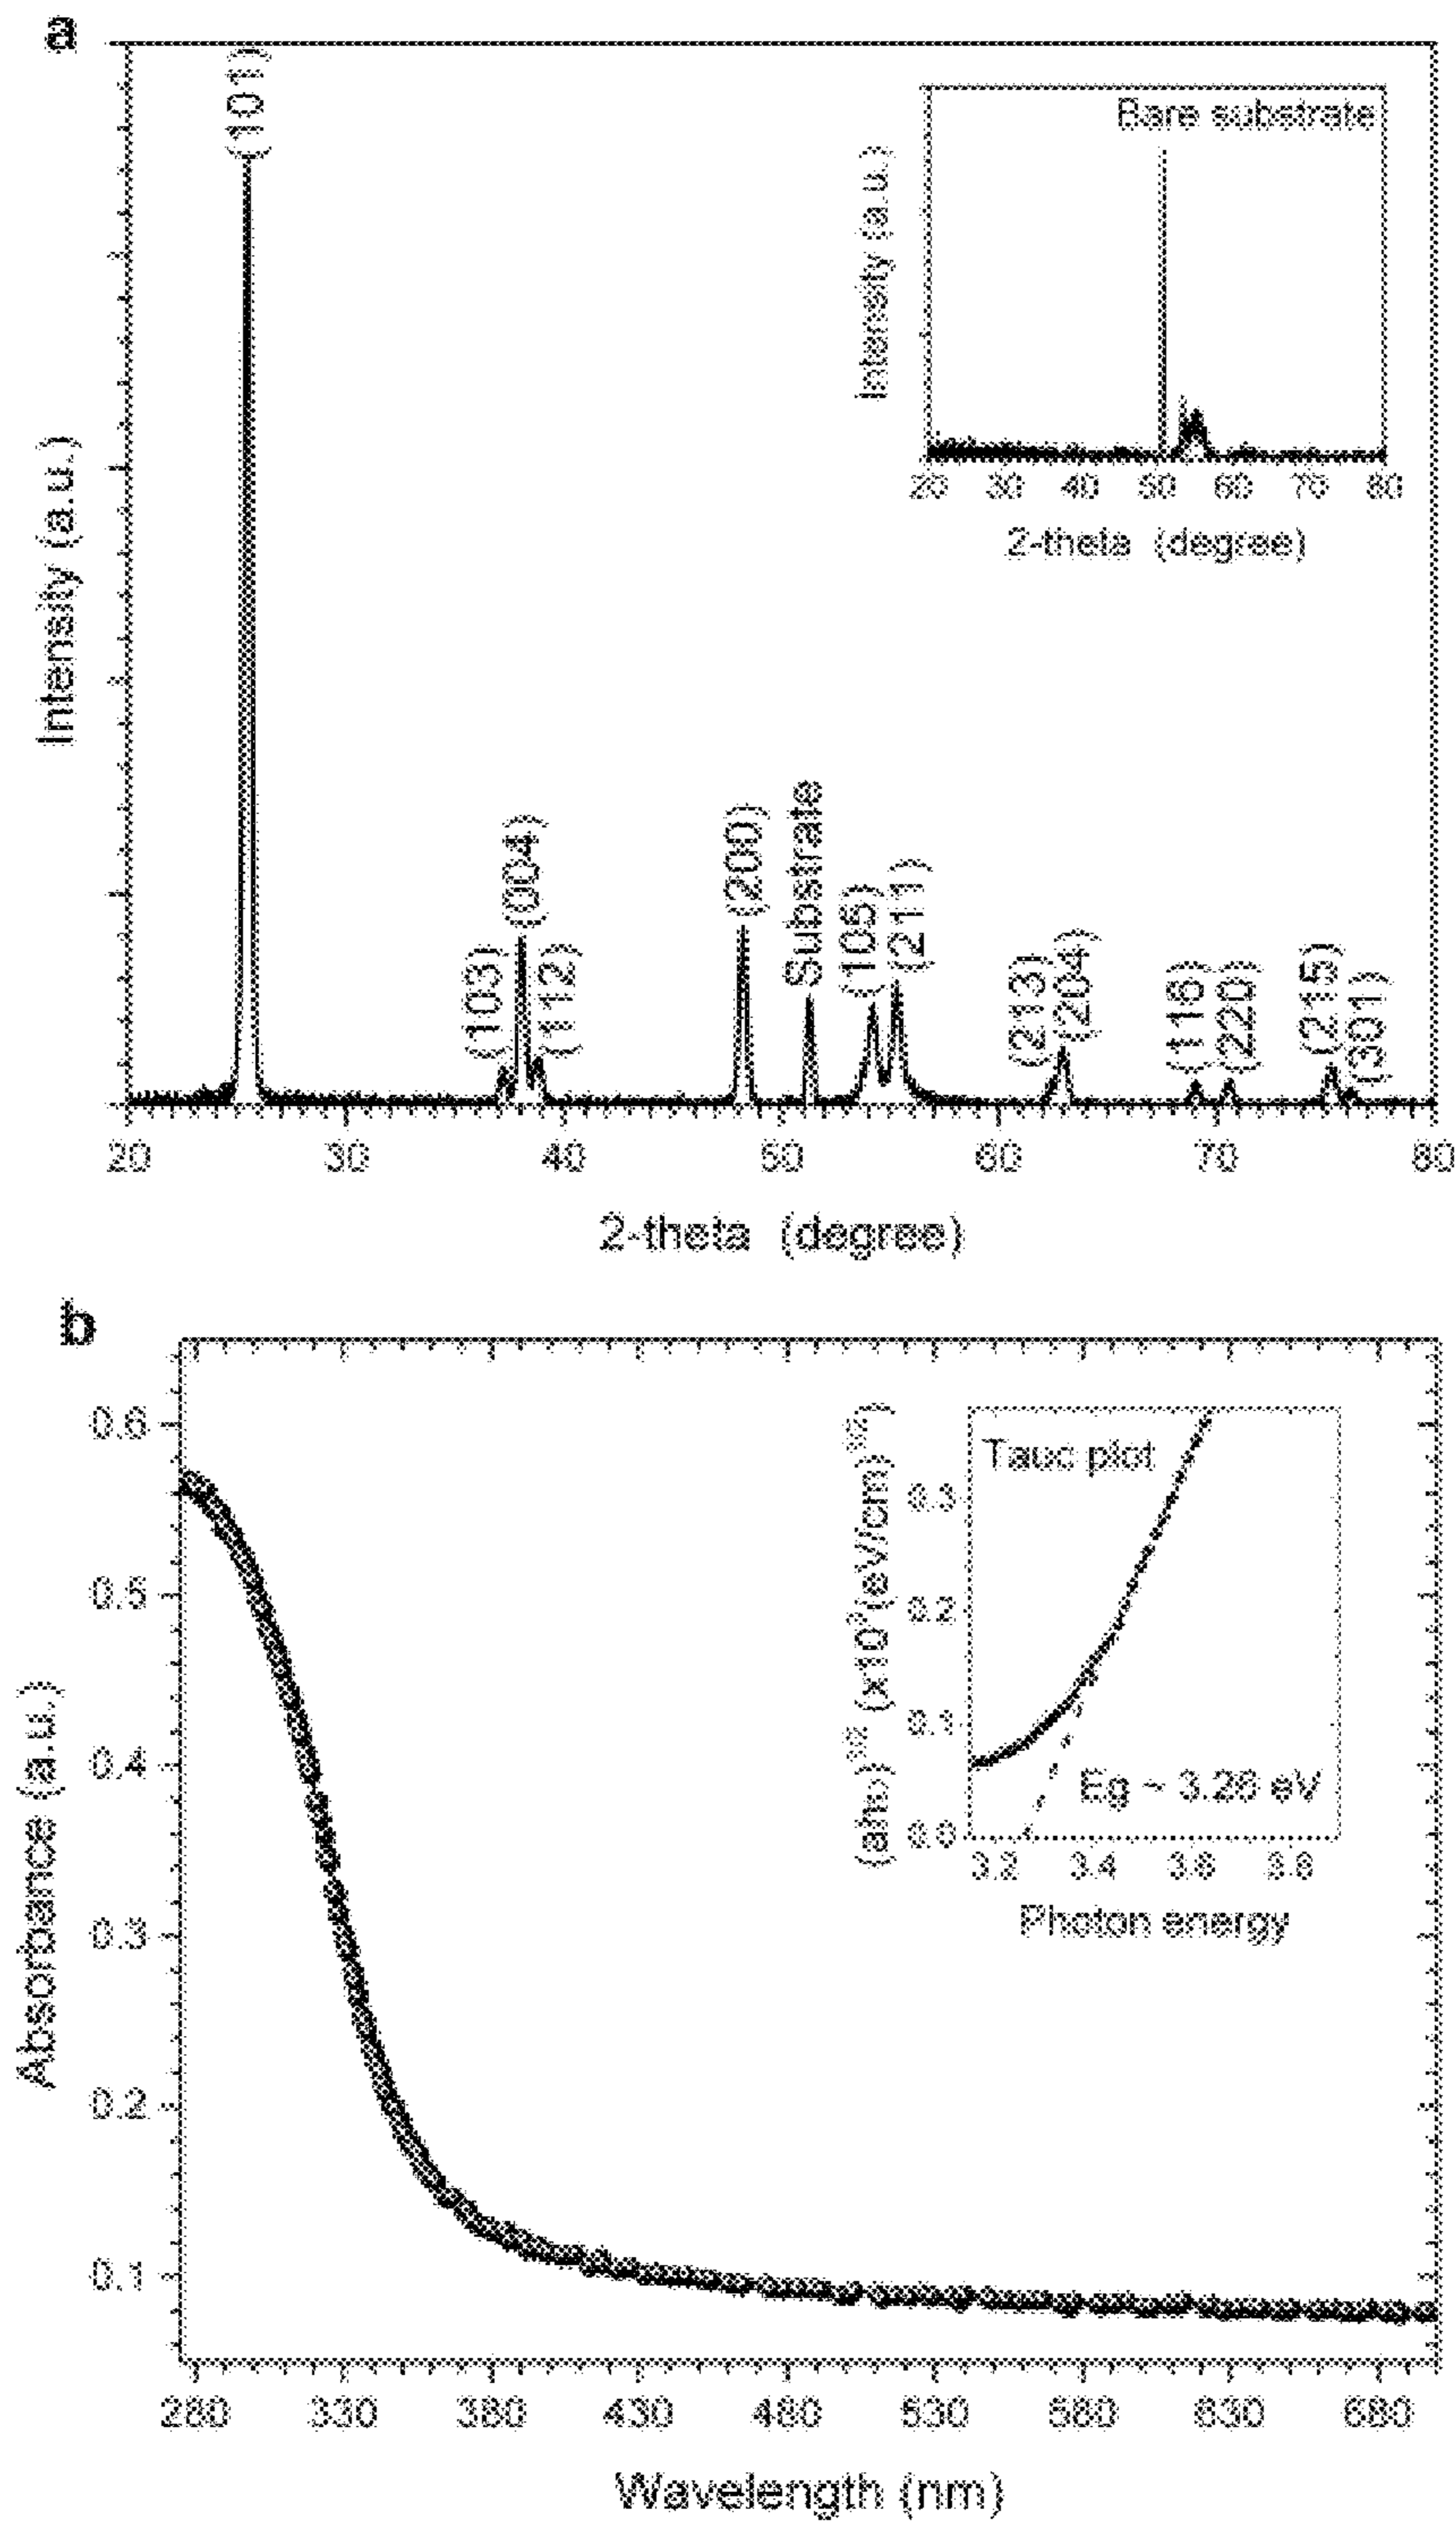 a
(101)
Bare substrate
Intensity (a.u.)
20 30 40 50 60 70 80
2-theta (degree)
Intensity (a.u.)
(103)
(004)
(112)
(200)
Substrate
(105)
(211)
(213)
(204)
(116)
(220)
(215)
(301)
20 30 40 50 60 70 80
2-theta (degree)
b
0.6
0.5
0.4
0.3
0.2
0.1
Absorbance (a.u.)
Tauc plot
0.3
0.2
0.1
0.0
Eg ~ 3.26 eV
3.2 3.4 3.6 3.8
Photon energy
280 330 380 430 480 530 580 630 680
Wavelength (nm)